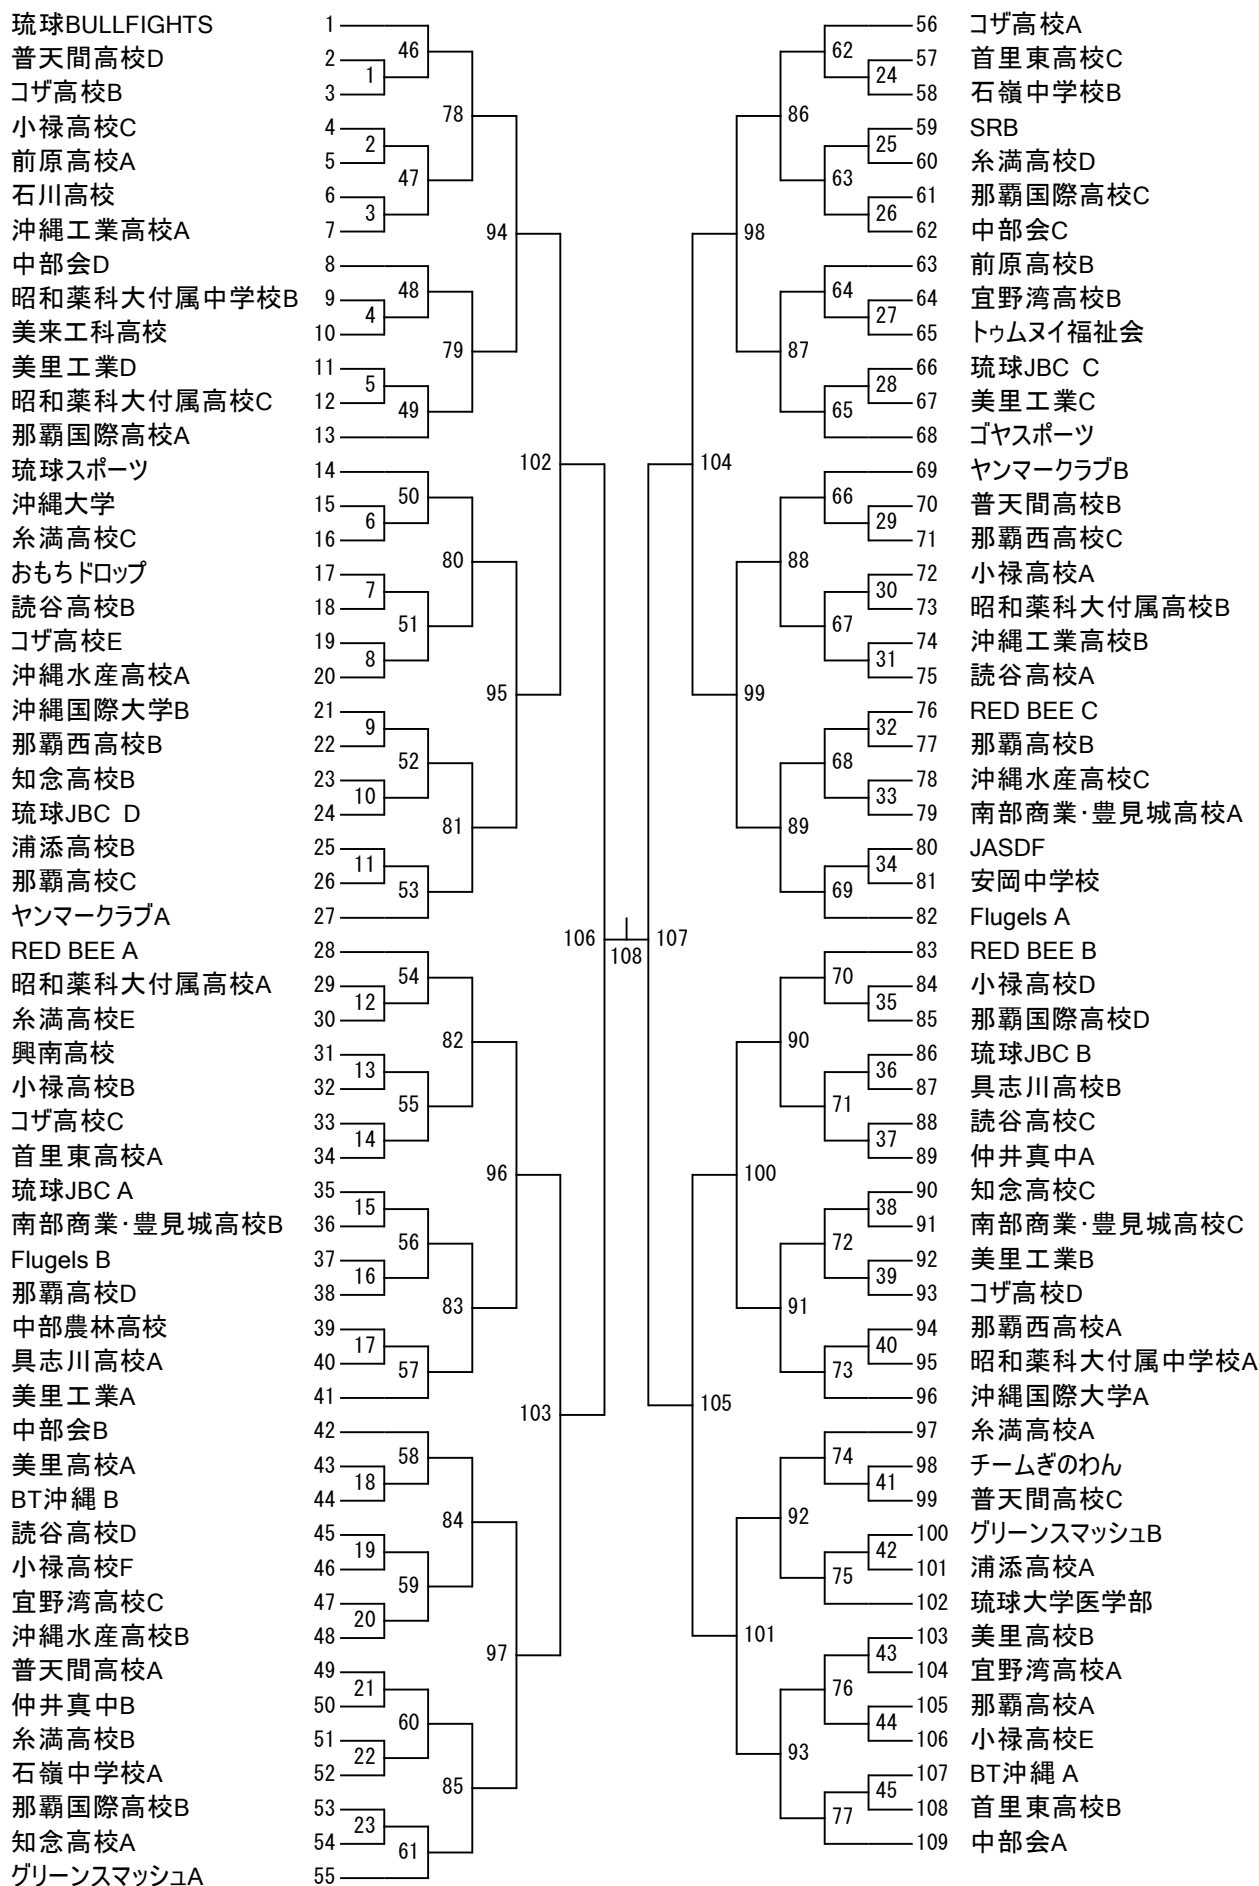 琉球BULLFIGHTS 1
普天間高校D 2
コザ高校B 3
小禄高校C 4
前原高校A 5
石川高校 6
沖縄工業高校A 7
中部会D 8
昭和薬科大付属中学校B 9
美来工科高校 10
美里工業D 11
昭和薬科大付属高校C 12
那覇国際高校A 13
琉球スポーツ 14
沖縄大学 15
糸満高校C 16
おもちドロップ 17
読谷高校B 18
コザ高校E 19
沖縄水産高校A 20
沖縄国際大学B 21
那覇西高校B 22
知念高校B 23
琉球JBC D 24
浦添高校B 25
那覇高校C 26
ヤンマークラブA 27
RED BEE A 28
昭和薬科大付属高校A 29
糸満高校E 30
興南高校 31
小禄高校B 32
コザ高校C 33
首里東高校A 34
琉球JBC A 35
南部商業・豊見城高校B 36
Flugels B 37
那覇高校D 38
中部農林高校 39
具志川高校A 40
美里工業A 41
中部会B 42
美里高校A 43
BT沖縄 B 44
読谷高校D 45
小禄高校F 46
宜野湾高校C 47
沖縄水産高校B 48
普天間高校A 49
仲井真中B 50
糸満高校B 51
石嶺中学校A 52
那覇国際高校B 53
知念高校A 54
グリーンスマッシュA 55
1
2
3
4
5
6
7
8
9
10
11
12
13
14
15
16
17
18
19
20
21
22
23
46
47
48
49
50
51
52
53
54
55
56
57
58
59
60
61
78
79
80
81
82
83
84
85
94
95
96
97
102
103
106
108
107
104
105
98
99
100
101
86
87
88
89
90
91
92
93
62
63
64
65
66
67
68
69
70
71
72
73
74
75
76
77
24
25
26
27
28
29
30
31
32
33
34
35
36
37
38
39
40
41
42
43
44
45
56 コザ高校A
57 首里東高校C
58 石嶺中学校B
59 SRB
60 糸満高校D
61 那覇国際高校C
62 中部会C
63 前原高校B
64 宜野湾高校B
65 トゥムヌイ福祉会
66 琉球JBC C
67 美里工業C
68 ゴヤスポーツ
69 ヤンマークラブB
70 普天間高校B
71 那覇西高校C
72 小禄高校A
73 昭和薬科大付属高校B
74 沖縄工業高校B
75 読谷高校A
76 RED BEE C
77 那覇高校B
78 沖縄水産高校C
79 南部商業・豊見城高校A
80 JASDF
81 安岡中学校
82 Flugels A
83 RED BEE B
84 小禄高校D
85 那覇国際高校D
86 琉球JBC B
87 具志川高校B
88 読谷高校C
89 仲井真中A
90 知念高校C
91 南部商業・豊見城高校C
92 美里工業B
93 コザ高校D
94 那覇西高校A
95 昭和薬科大付属中学校A
96 沖縄国際大学A
97 糸満高校A
98 チームぎのわん
99 普天間高校C
100 グリーンスマッシュB
101 浦添高校A
102 琉球大学医学部
103 美里高校B
104 宜野湾高校A
105 那覇高校A
106 小禄高校E
107 BT沖縄 A
108 首里東高校B
109 中部会A